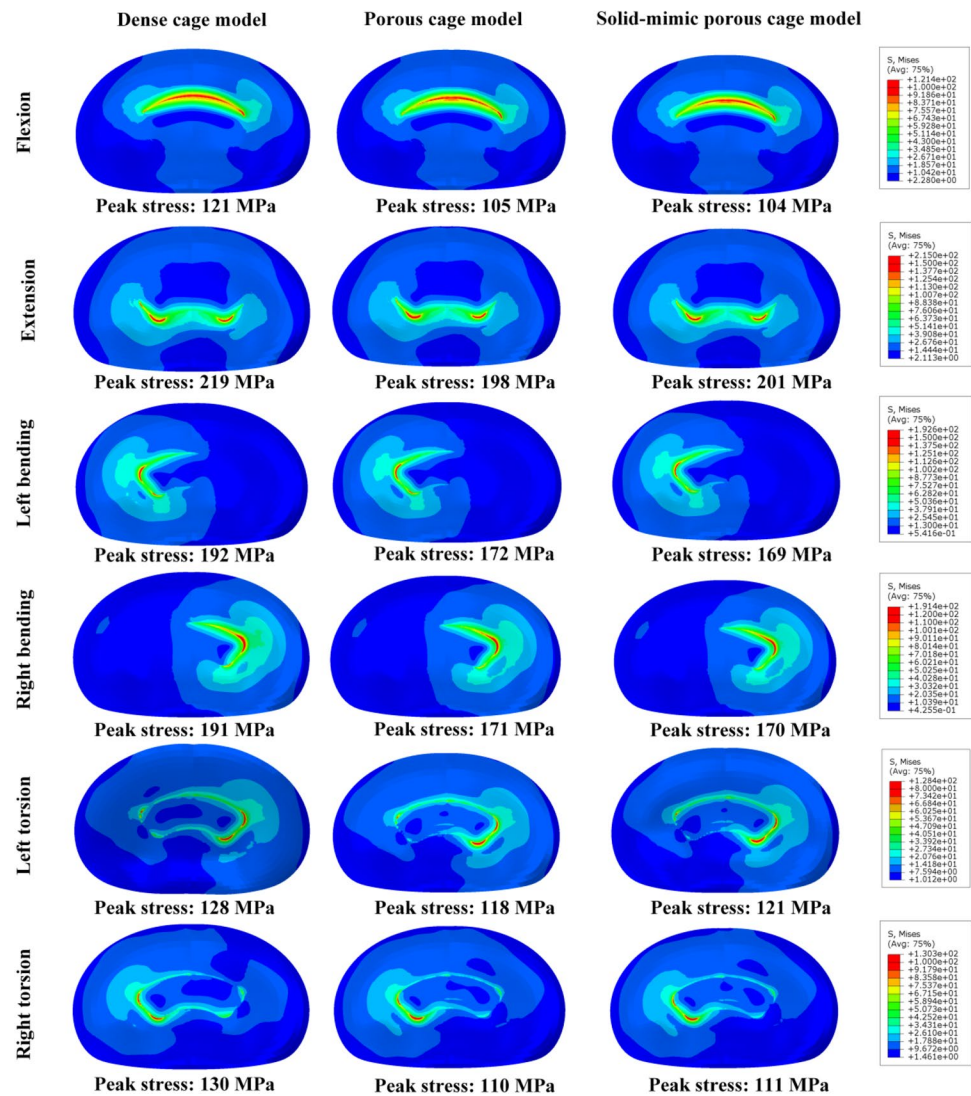 Dense cage model
Porous cage model
Solid-mimic porous cage model
Flexion
S, Mises
(Avg: 75%)
+1.214e+02
+1.000e+02
+9.186e+01
+8.371e+01
+7.557e+01
+6.743e+01
+5.928e+01
+5.114e+01
+4.300e+01
+3.485e+01
+2.671e+01
+1.857e+01
+1.042e+01
+2.280e+00
Peak stress: 121 MPa
Peak stress: 105 MPa
Peak stress: 104 MPa
Extension
S, Mises
(Avg: 75%)
+2.150e+02
+1.500e+02
+1.377e+02
+1.254e+02
+1.130e+02
+1.007e+02
+8.838e+01
+7.606e+01
+6.373e+01
+5.141e+01
+3.908e+01
+2.676e+01
+1.444e+01
+2.113e+00
Peak stress: 219 MPa
Peak stress: 198 MPa
Peak stress: 201 MPa
Left bending
S, Mises
(Avg: 75%)
+1.926e+02
+1.500e+02
+1.375e+02
+1.251e+02
+1.126e+02
+1.002e+02
+8.773e+01
+7.527e+01
+6.282e+01
+5.036e+01
+3.791e+01
+2.545e+01
+1.300e+01
+5.416e-01
Peak stress: 192 MPa
Peak stress: 172 MPa
Peak stress: 169 MPa
Right bending
S, Mises
(Avg: 75%)
+1.914e+02
+1.200e+02
+1.100e+02
+1.001e+02
+9.011e+01
+8.014e+01
+7.018e+01
+6.021e+01
+5.025e+01
+4.028e+01
+3.032e+01
+2.035e+01
+1.039e+01
+4.255e-01
Peak stress: 191 MPa
Peak stress: 171 MPa
Peak stress: 170 MPa
Left torsion
S, Mises
(Avg: 75%)
+1.284e+02
+8.000e+01
+7.342e+01
+6.684e+01
+6.025e+01
+5.367e+01
+4.709e+01
+4.051e+01
+3.392e+01
+2.734e+01
+2.076e+01
+1.418e+01
+7.594e+00
+1.012e+00
Peak stress: 128 MPa
Peak stress: 118 MPa
Peak stress: 121 MPa
Right torsion
S, Mises
(Avg: 75%)
+1.303e+02
+1.000e+02
+9.179e+01
+8.358e+01
+7.537e+01
+6.715e+01
+5.894e+01
+5.073e+01
+4.252e+01
+3.431e+01
+2.610e+01
+1.788e+01
+9.672e+00
+1.461e+00
Peak stress: 130 MPa
Peak stress: 110 MPa
Peak stress: 111 MPa